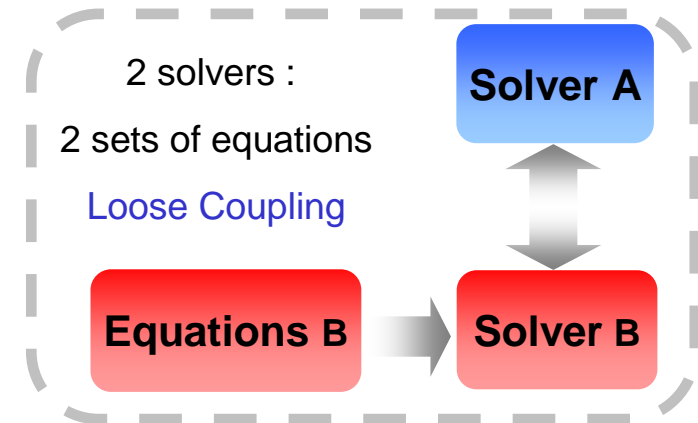 2 solvers :
2 sets of equations
Loose Coupling
Solver A
Equations B
Solver B